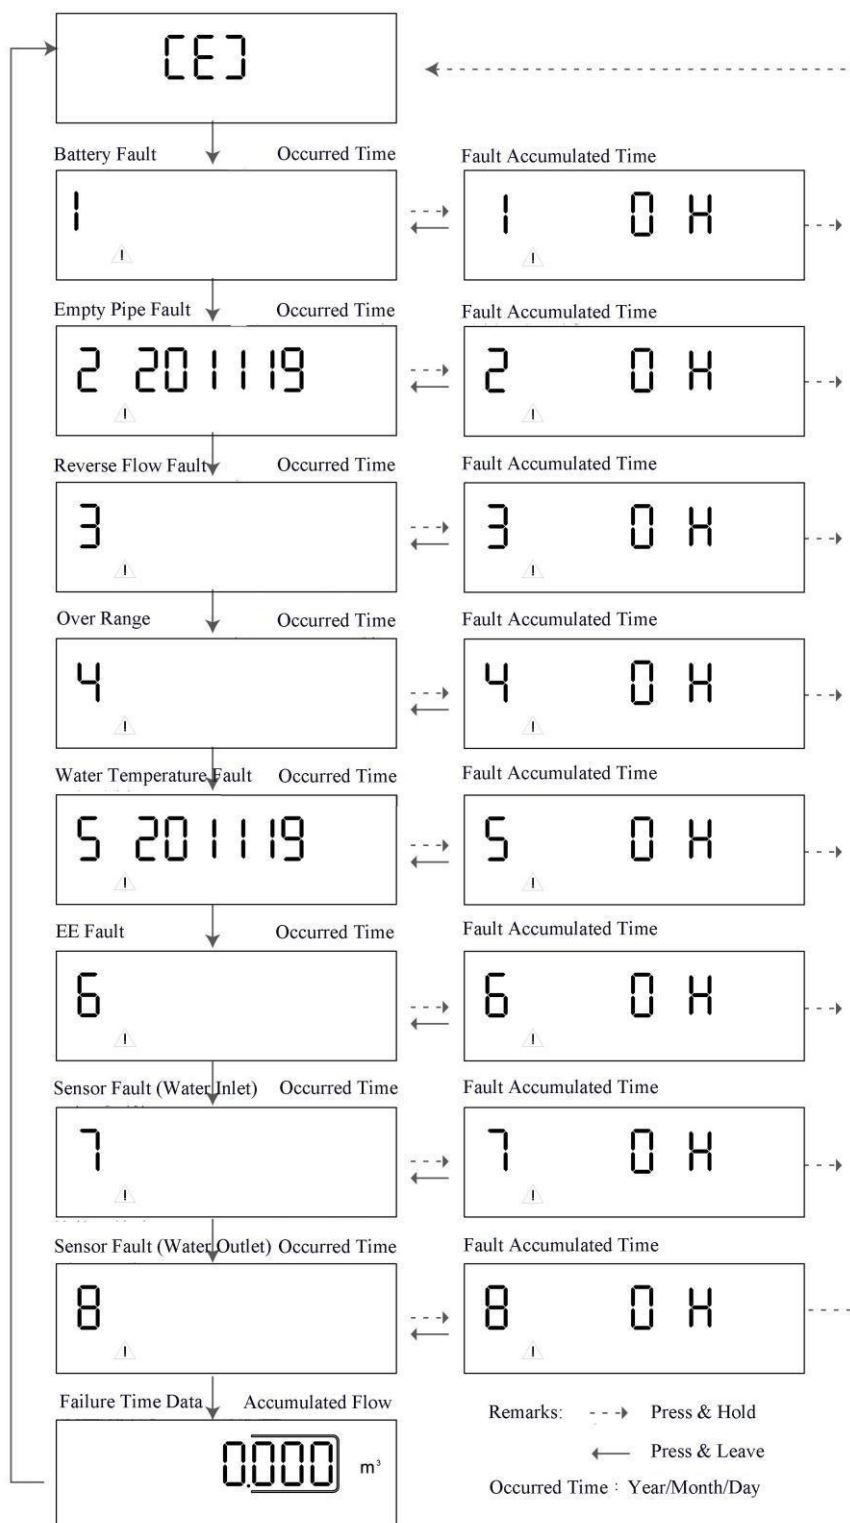 [E]
Battery Fault Occurred Time Fault Accumulated Time
1 1 0 H
Empty Pipe Fault Occurred Time Fault Accumulated Time
2 201119 2 0 H
Reverse Flow Fault Occurred Time Fault Accumulated Time
3 3 0 H
Over Range Occurred Time Fault Accumulated Time
4 4 0 H
Water Temperature Fault Occurred Time Fault Accumulated Time
5 201119 5 0 H
EE Fault Occurred Time Fault Accumulated Time
6 6 0 H
Sensor Fault (Water Inlet) Occurred Time Fault Accumulated Time
7 7 0 H
Sensor Fault (Water Outlet) Occurred Time Fault Accumulated Time
8 8 0 H
Failure Time Data Accumulated Flow
0.000 m³
Remarks: Press & Hold
Press & Leave
Occurred Time : Year/Month/Day